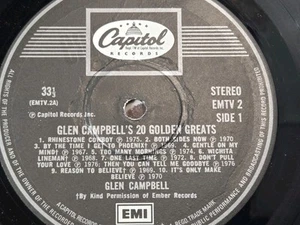 Capitol
RECORDS
33⅓
(EMTV.2A)
STEREO
EMTV 2
SIDE 1
℗ Capitol Records Inc.
GLEN CAMPBELL'S 20 GOLDEN GREATS
1. RHINESTONE COWBOY ℗ 1975. 2. BOTH SIDES NOW ℗ 1970
3. BY THE TIME I GET TO PHOENIX! ℗ 1969. 4. GENTLE ON MY
MIND! ℗ 1967. 5. TOO MANY MORNINGS ℗ 1974. 6. WICHITA
LINEMAN! ℗ 1968. 7. ONE LAST TIME ℗ 1972. 8. DON'T PULL
YOUR LOVE ℗ 1976: THEN YOU CAN TELL ME GOODBYE ℗ 1976
9. REASON TO BELIEVE! ℗ 1969. 10. IT'S ONLY MAKE
BELIEVE ℗ 1970
GLEN CAMPBELL
†By Kind Permission of Ember Records
EMI